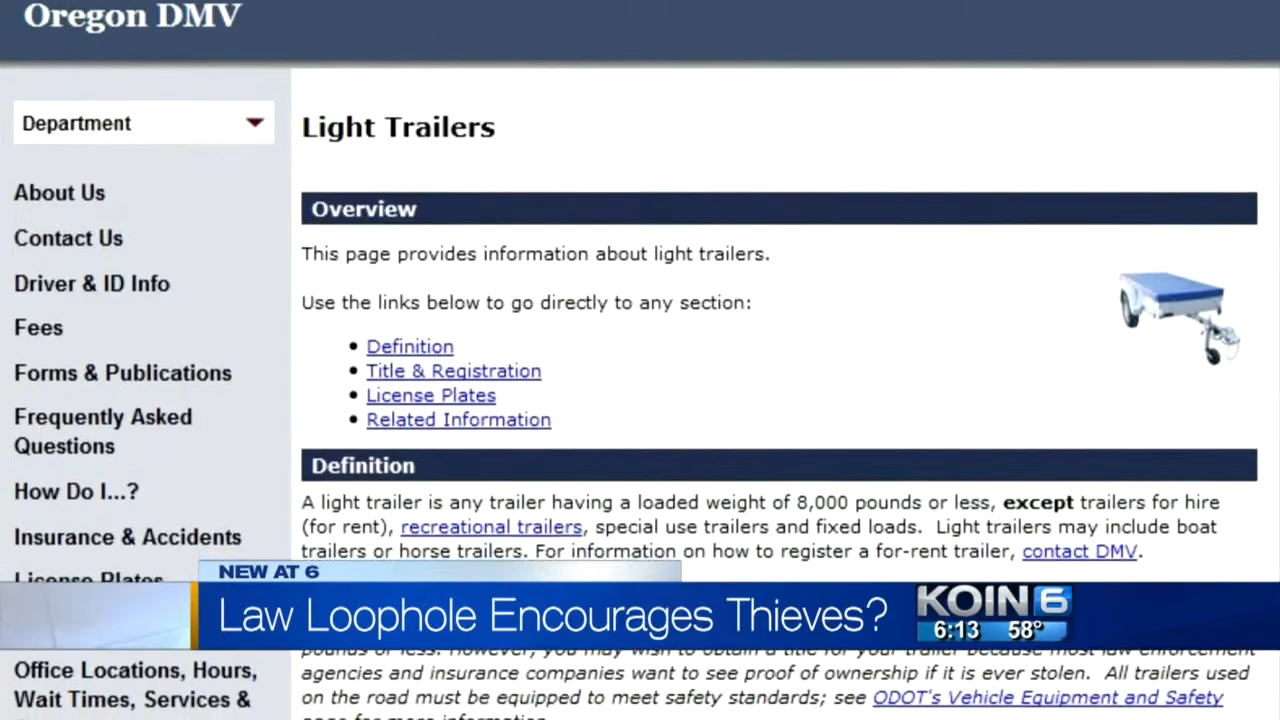 Oregon DMV
Department
About Us
Contact Us
Driver & ID Info
Fees
Forms & Publications
Frequently Asked
Questions
How Do I...?
Insurance & Accidents
License Plates
Office Locations, Hours,
Wait Times, Services &
Light Trailers
Overview
This page provides information about light trailers.
Use the links below to go directly to any section:
• Definition
• Title & Registration
• License Plates
• Related Information
Definition
A light trailer is any trailer having a loaded weight of 8,000 pounds or less, except trailers for hire
(for rent), recreational trailers, special use trailers and fixed loads.  Light trailers may include boat
trailers or horse trailers. For information on how to register a for-rent trailer, contact DMV.
pounds or less. However, you may wish to obtain a title for your trailer because most law enforcement
agencies and insurance companies want to see proof of ownership if it is ever stolen.  All trailers used
on the road must be equipped to meet safety standards; see ODOT's Vehicle Equipment and Safety
page for more information.
NEW AT 6
Law Loophole Encourages Thieves?
KOIN 6
6:13 58°